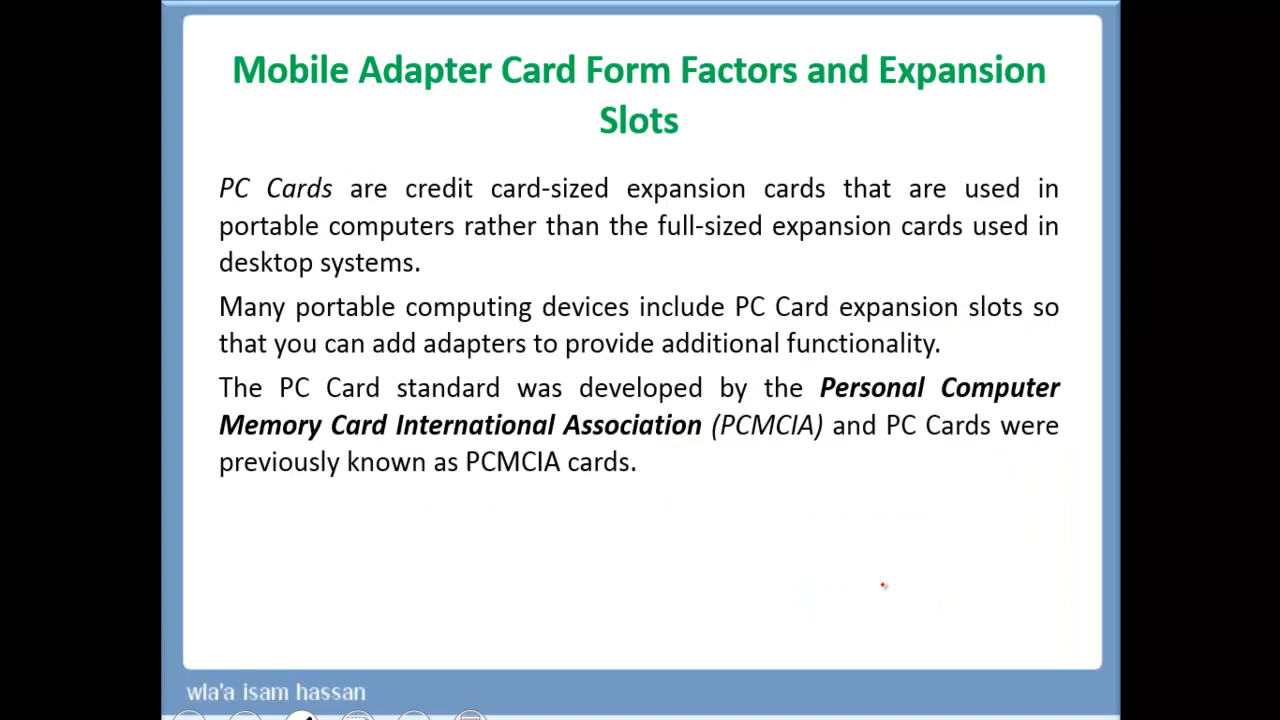 Mobile Adapter Card Form Factors and Expansion
Slots
PC Cards are credit card-sized expansion cards that are used in
portable computers rather than the full-sized expansion cards used in
desktop systems.
Many portable computing devices include PC Card expansion slots so
that you can add adapters to provide additional functionality.
The PC Card standard was developed by the Personal Computer
Memory Card International Association (PCMCIA) and PC Cards were
previously known as PCMCIA cards.
wla'a isam hassan